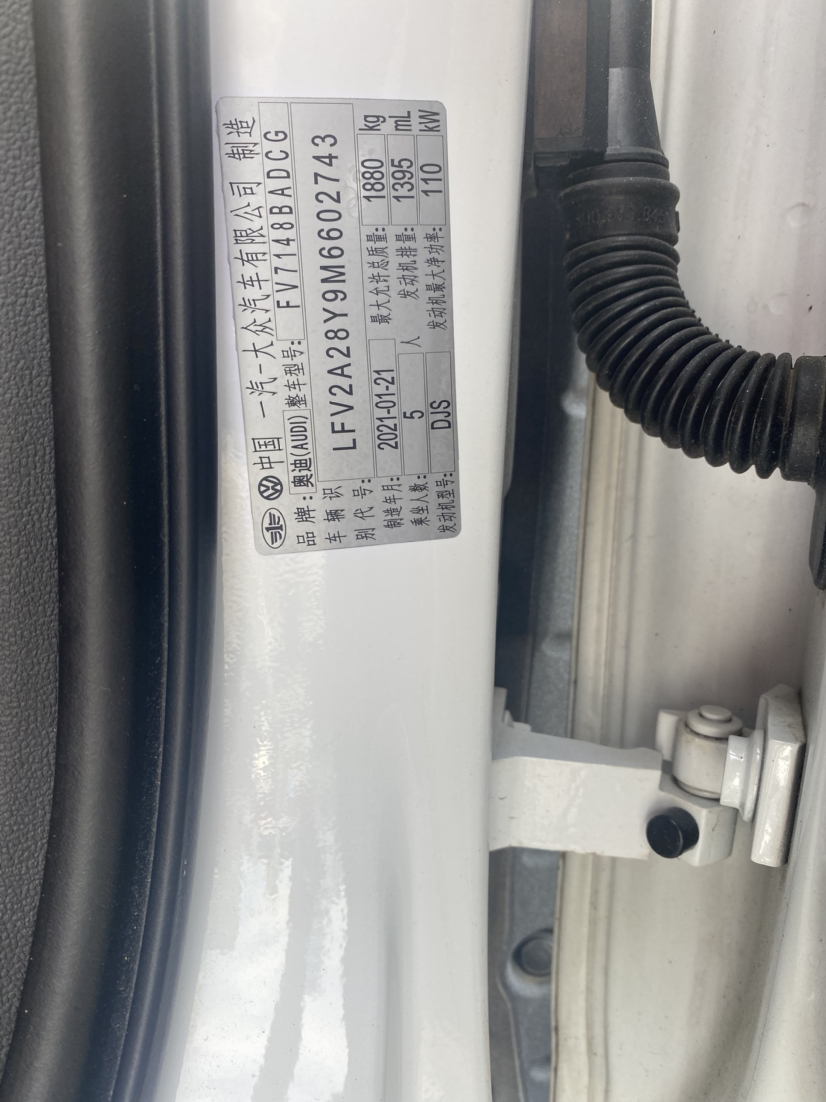 中国 一汽-大众汽车有限公司 制造
品牌: 奥迪(AUDI) 整车型号: FV7148BADCG
车辆识别代号: LFV2A28Y9M6602743
制造年月: 2021-01-21 最大允许总质量: 1880 kg
乘坐人数: 5 人 发动机排量: 1395 mL
发动机型号: DJS 发动机最大净功率: 110 kW